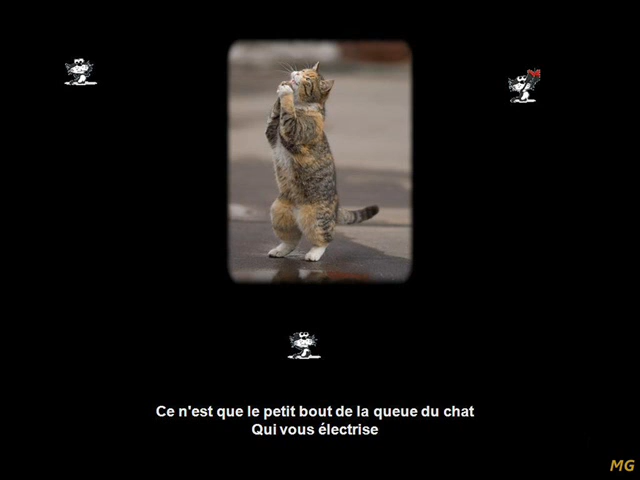 Ce n'est que le petit bout de la queue du chat
Qui vous électrise
MG